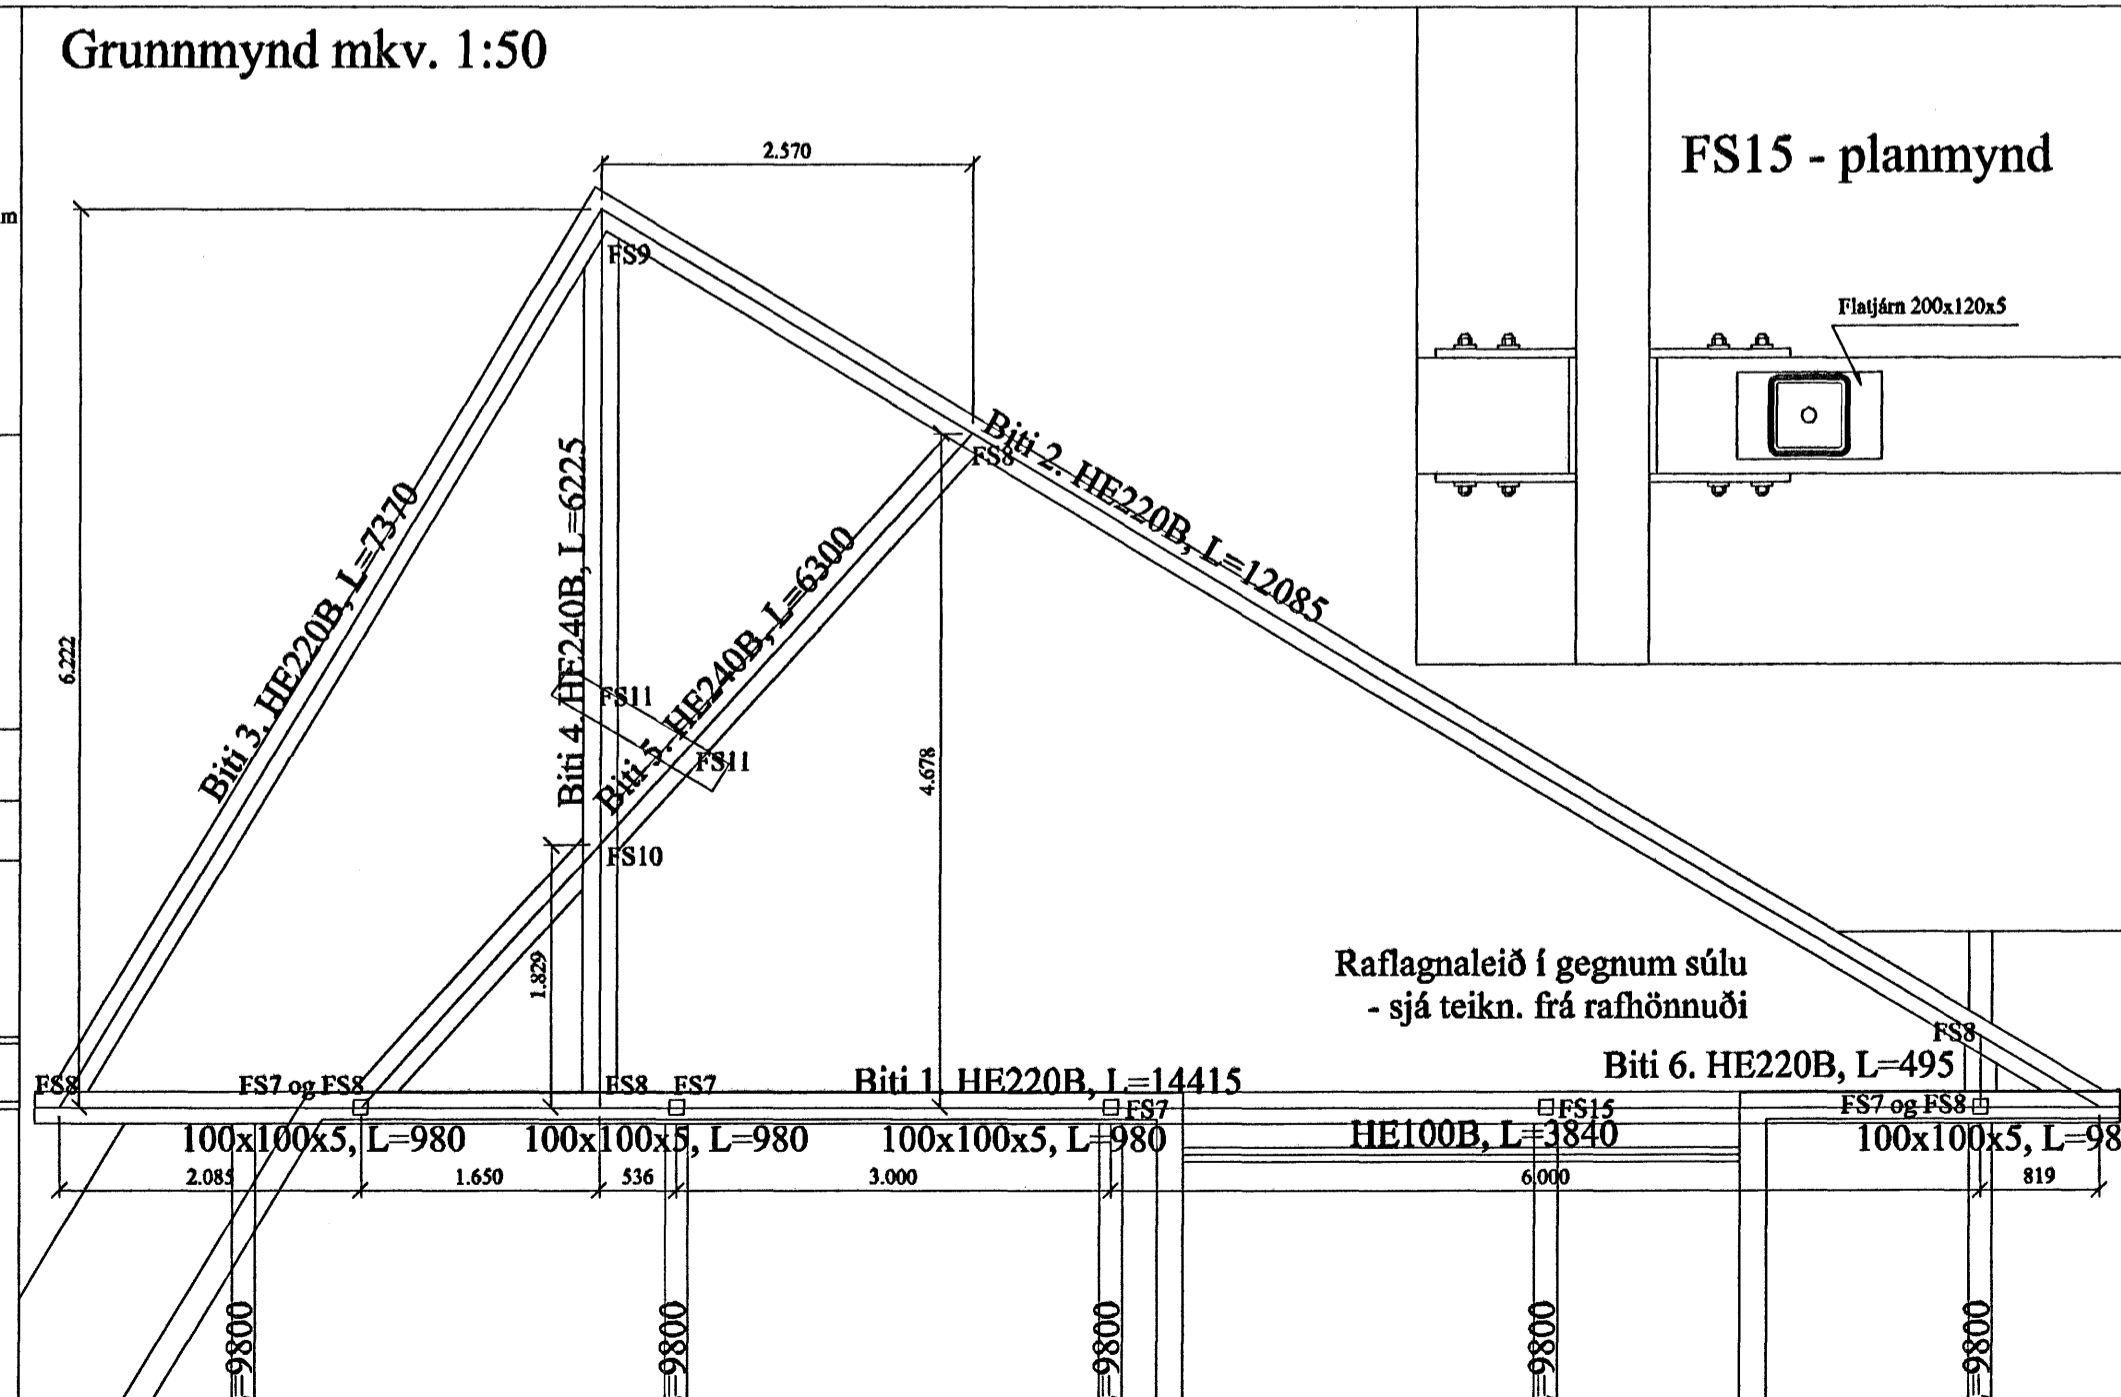 Grunnmynd mkv. 1:50
FS15 - planmynd
2.570
m
FS9
Flatjárn 200x120x5
Biti 2. HE220B, L=12085
FS8
Biti 3. HE220B, L=7370
Biti 4. HE240B, L=6225
Biti 5. HE240B, L=6300
6.222
FS11
FS11
4.678
FS10
1.829
Raflagnaleið í gegnum súlu
- sjá teikn. frá rafhönnuði
FS8
Biti 6. HE220B, L=495
FS8
FS7 og FS8
FS8
FS7
Biti 1. HE220B, L=14415
FS7
FS15
FS7 og FS8
100x100x5, L=980
100x100x5, L=980
100x100x5, L=980
HE100B, L=3840
100x100x5, L=98
2.085
1.650
536
3.000
6.000
819
=9800
=9800
=9800
=9800
=9800